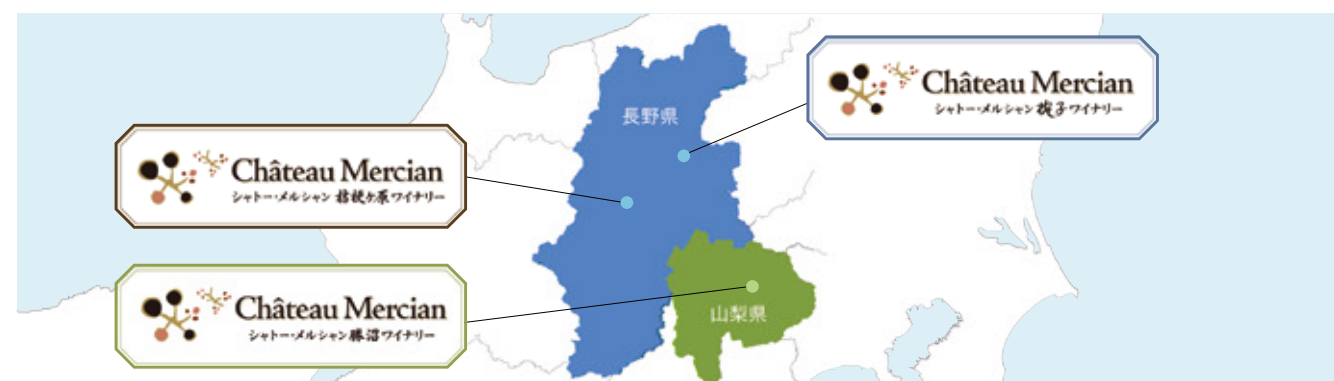 長野県
Château Mercian
シャトー・メルシャン 椀子ワイナリー
Château Mercian
シャトー・メルシャン 桔梗ヶ原ワイナリー
Château Mercian
シャトー・メルシャン 勝沼ワイナリー
山梨県